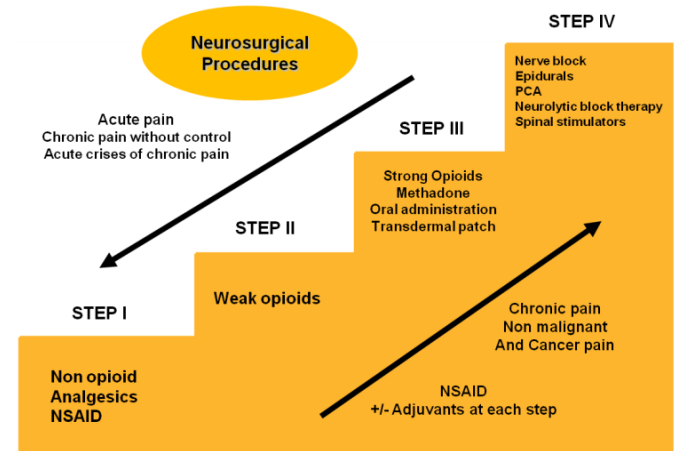 Neurosurgical
Procedures
Acute pain
Chronic pain without control
Acute crises of chronic pain
STEP I
Non opioid
Analgesics
NSAID
STEP II
Weak opioids
STEP III
Strong Opioids
Methadone
Oral administration
Transdermal patch
STEP IV
Nerve block
Epidurals
PCA
Neurolytic block therapy
Spinal stimulators
Chronic pain
Non malignant
And Cancer pain
NSAID
+/- Adjuvants at each step